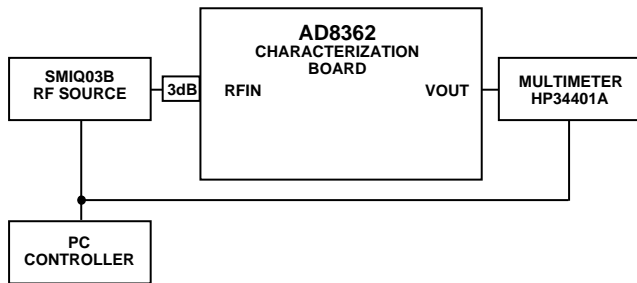 AD8362
CHARACTERIZATION
BOARD
SMIQ03B
RF SOURCE
3dB
RFIN
VOUT
MULTIMETER
HP34401A
PC
CONTROLLER